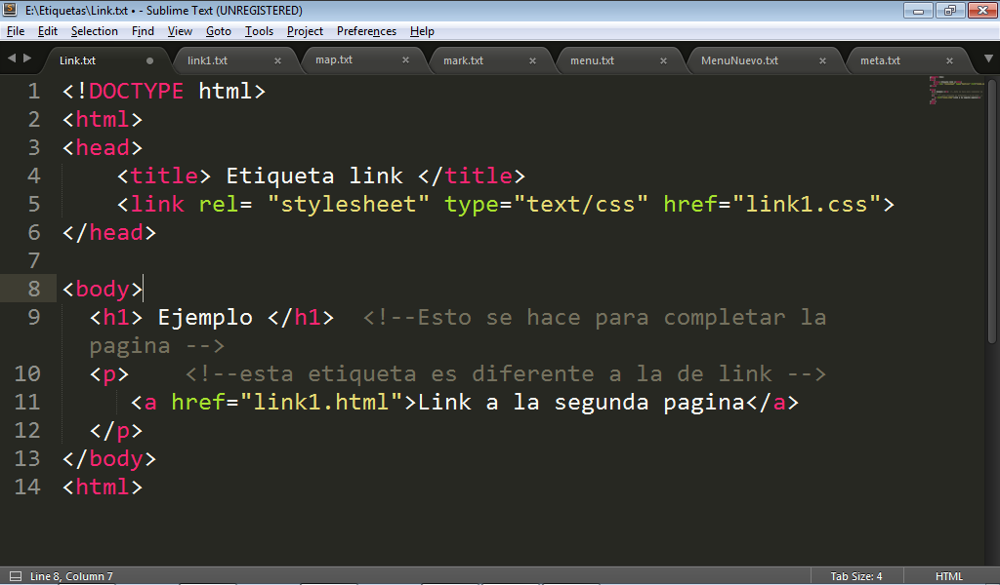 E:\Etiquetas\Link.txt • - Sublime Text (UNREGISTERED)
File Edit Selection Find View Goto Tools Project Preferences Help
Link.txt link1.txt map.txt mark.txt menu.txt MenuNuevo.txt meta.txt
1 <!DOCTYPE html>
2 <html>
3 <head>
4 <title> Etiqueta link </title>
5 <link rel= "stylesheet" type="text/css" href="link1.css">
6 </head>
7
8 <body>
9 <h1> Ejemplo </h1> <!--Esto se hace para completar la
pagina -->
10 <p> <!--esta etiqueta es diferente a la de link -->
11 <a href="link1.html">Link a la segunda pagina</a>
12 </p>
13 </body>
14 <html>
Line 8, Column 7 Tab Size: 4 HTML